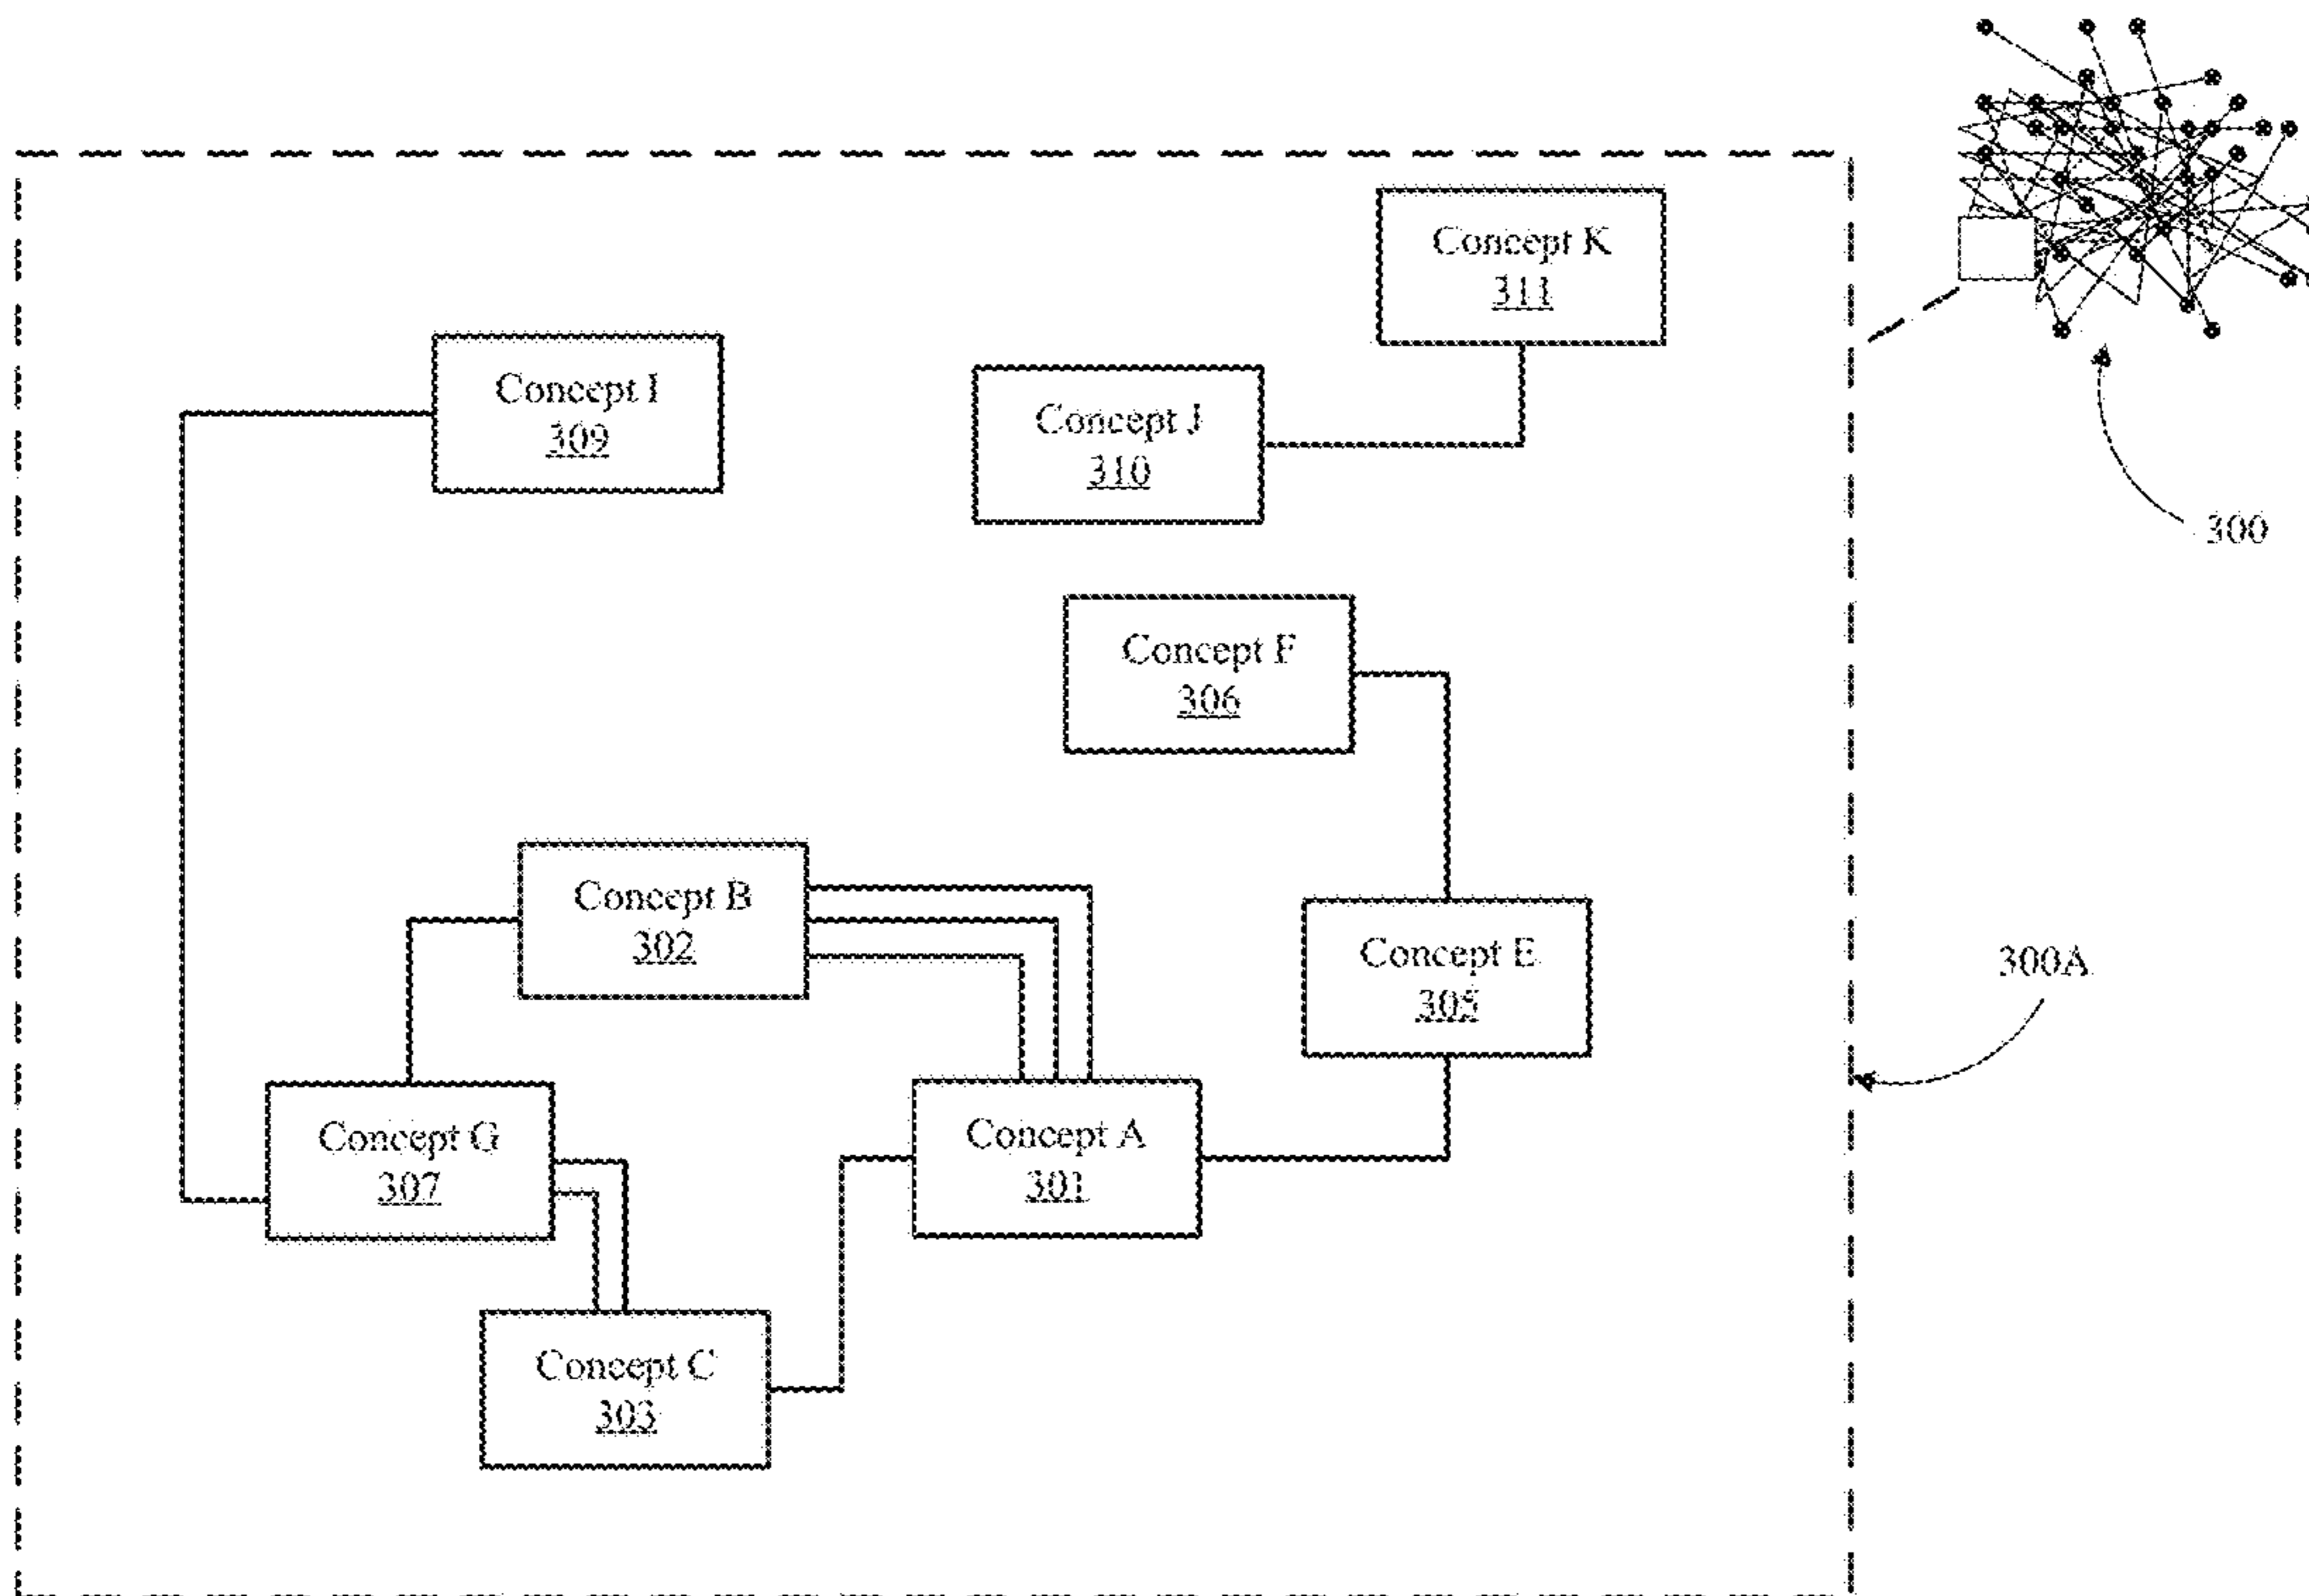 Concept K
311
Concept I
309
Concept J
310
300
Concept F
306
Concept B
302
Concept E
305
300A
Concept G
307
Concept A
301
Concept C
303